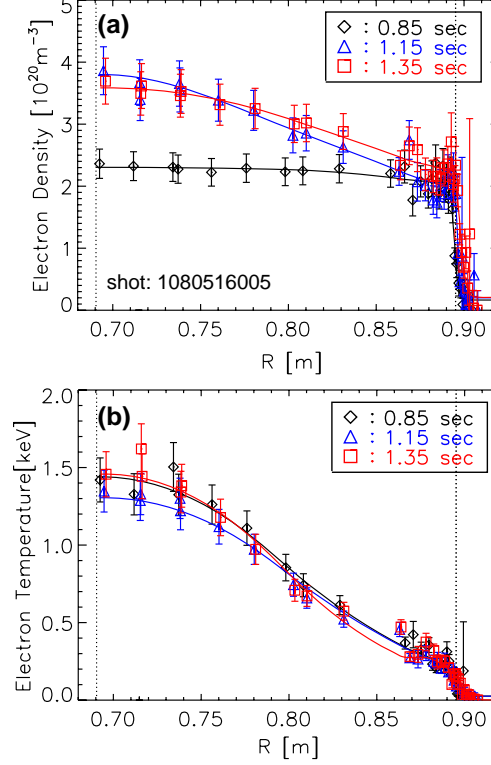 (a)
◇ : 0.85 sec
△ : 1.15 sec
□ : 1.35 sec
Electron Density [10²⁰m⁻³]
5
4
3
2
1
0
shot: 1080516005
0.70 0.75 0.80 0.85 0.90
R [m]
(b)
◇ : 0.85 sec
△ : 1.15 sec
□ : 1.35 sec
Electron Temperature[keV]
2.0
1.5
1.0
0.5
0.0
0.70 0.75 0.80 0.85 0.90
R [m]